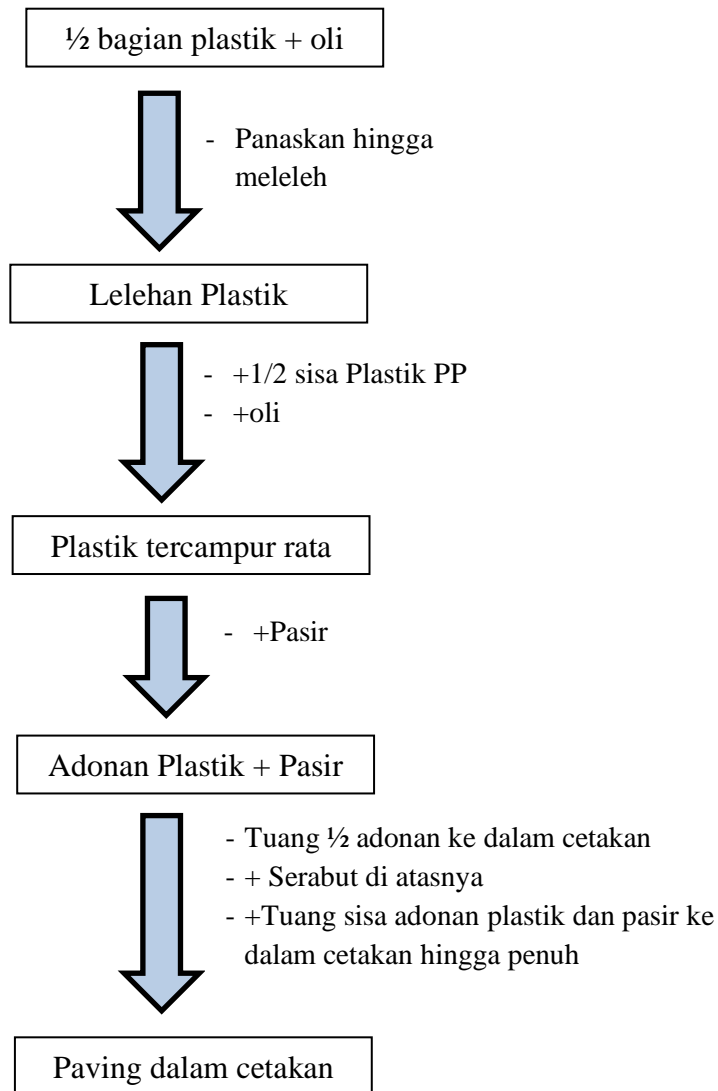 ½ bagian plastik + oli
- Panaskan hingga
meleleh
Lelehan Plastik
- +1/2 sisa Plastik PP
- +oli
Plastik tercampur rata
- +Pasir
Adonan Plastik + Pasir
- Tuang ½ adonan ke dalam cetakan
- + Serabut di atasnya
- +Tuang sisa adonan plastik dan pasir ke
dalam cetakan hingga penuh
Paving dalam cetakan